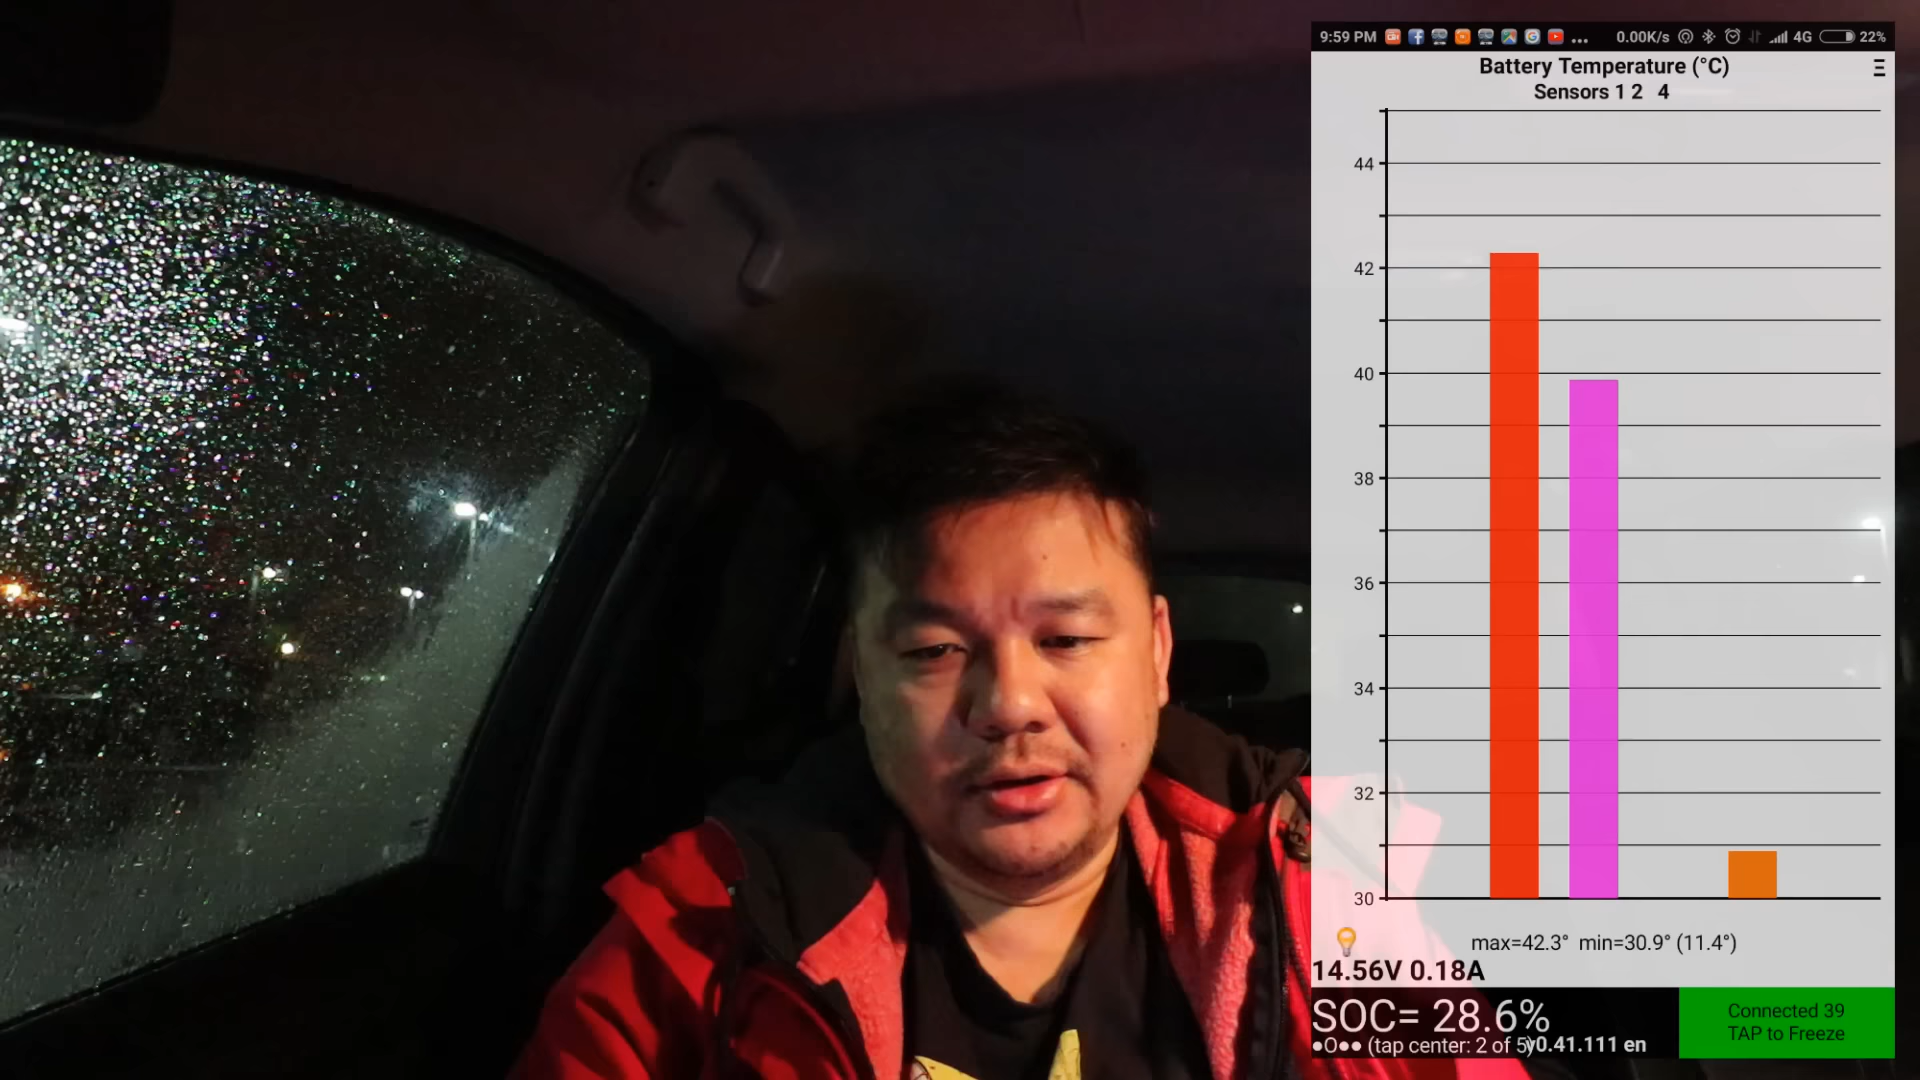 9:59 PM ... 0.00K/s 4G 22%
Battery Temperature (°C)
Sensors 1 2 4
44
42
40
38
36
34
32
30
max=42.3° min=30.9° (11.4°)
14.56V 0.18A
SOC= 28.6%
●O●● (tap center: 2 of 5) v0.41.111 en
Connected 39
TAP to Freeze